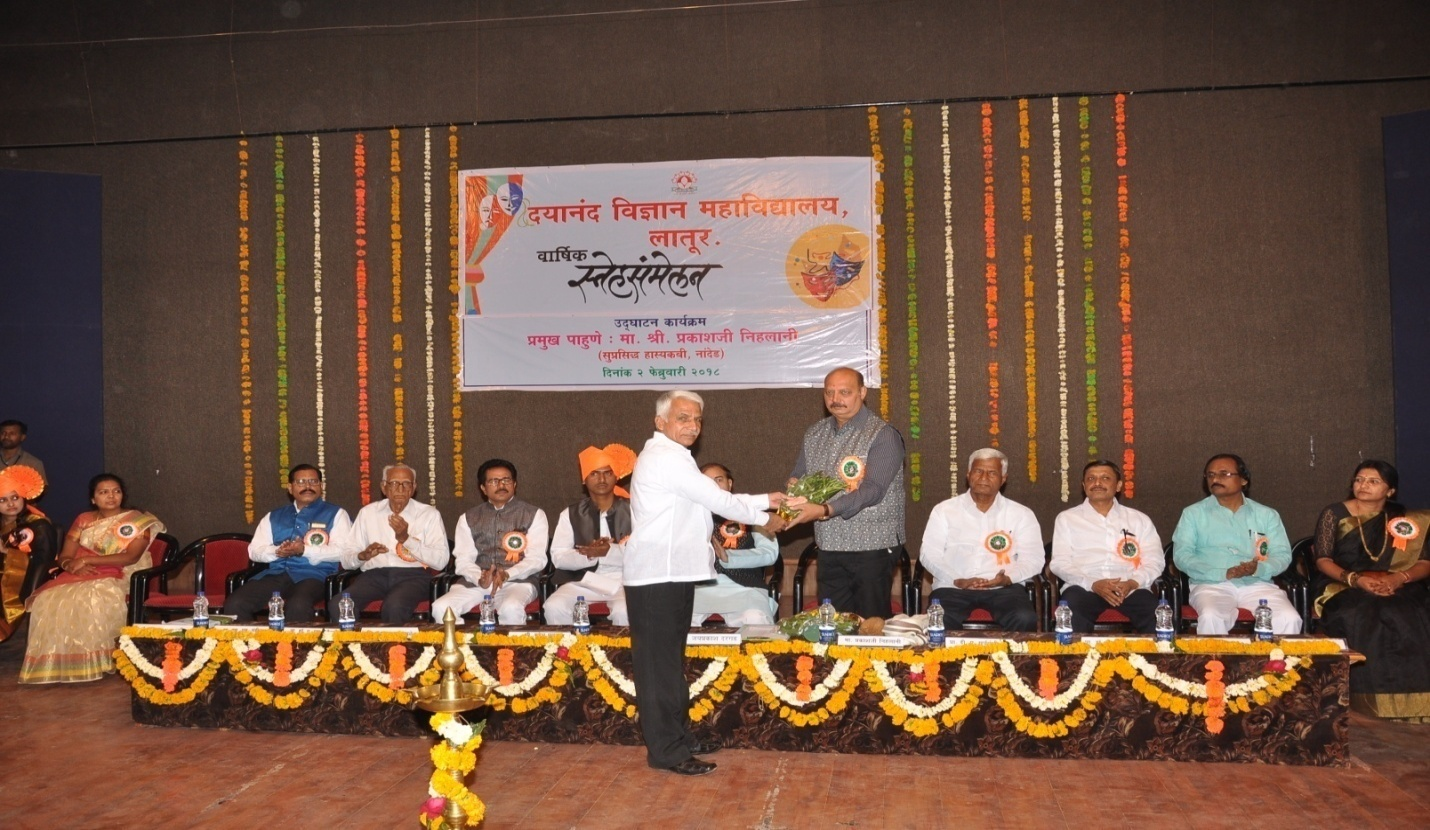 दयानंद विज्ञान महाविद्यालय,
लातूर.
वार्षिक
स्नेहसंमेलन
उद्‌घाटन कार्यक्रम
प्रमुख पाहुणे : मा. श्री. प्रकाशजी निहलानी
(सुप्रसिद्ध हास्यकवी, नांदेड)
दिनांक २ फेब्रुवारी २०१८